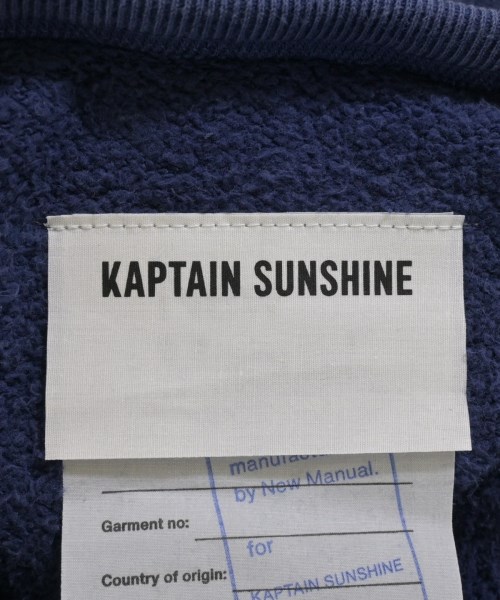 KAPTAIN SUNSHINE
by New Manual.
Garment no:
for
Country of origin:
KAPTAIN SUNSHINE